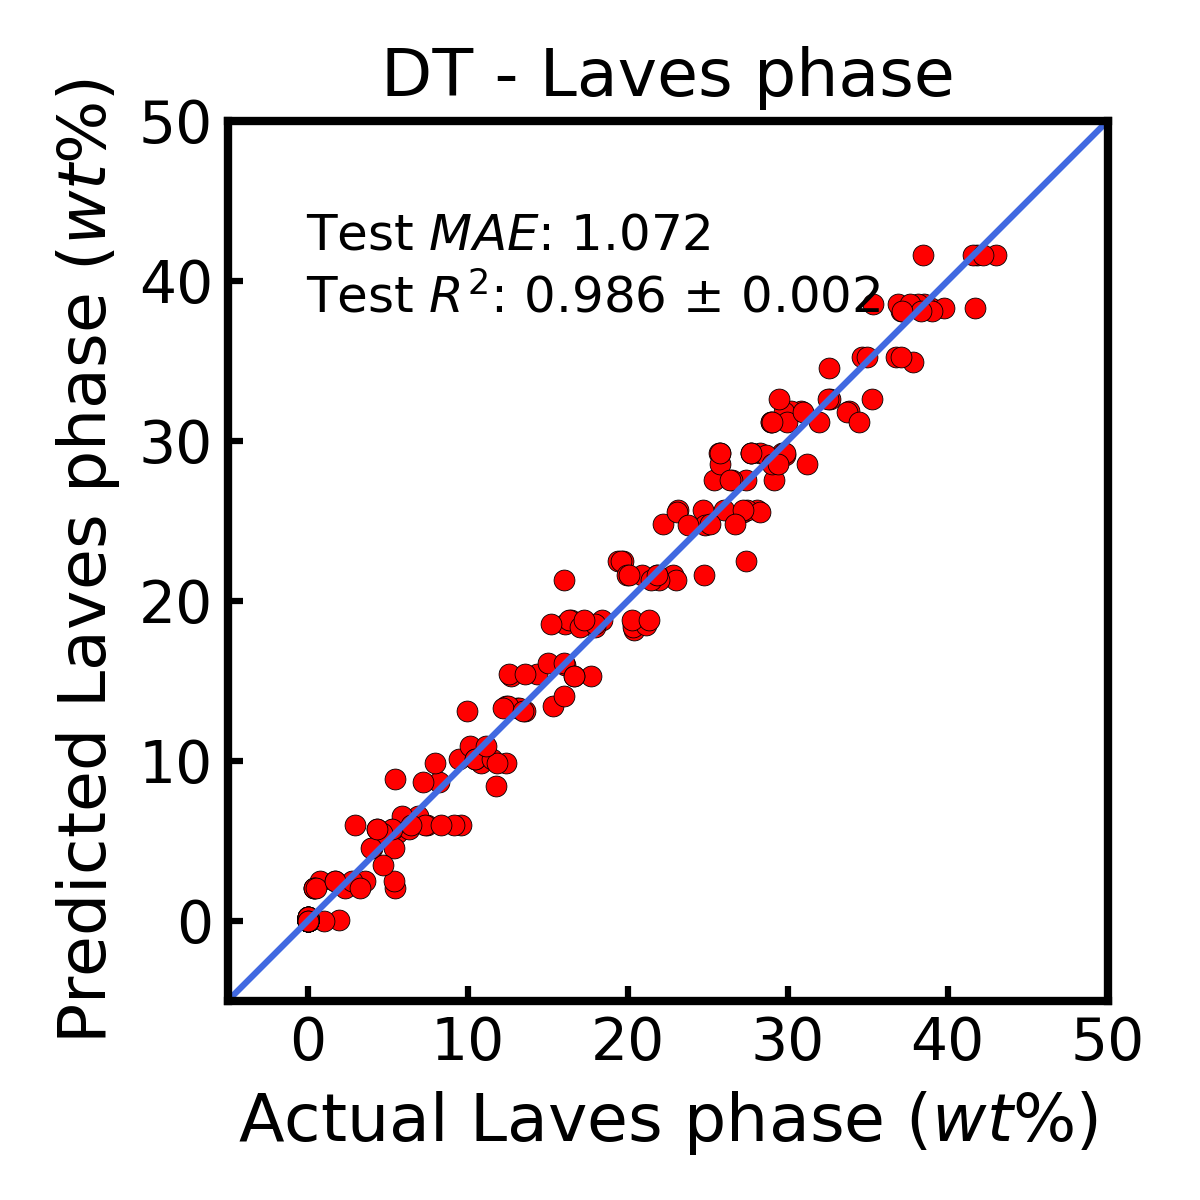 DT - Laves phase
Predicted Laves phase (wt%)
50
40
30
20
10
0
Test MAE: 1.072
Test R²: 0.986 ± 0.002
0 10 20 30 40 50
Actual Laves phase (wt%)